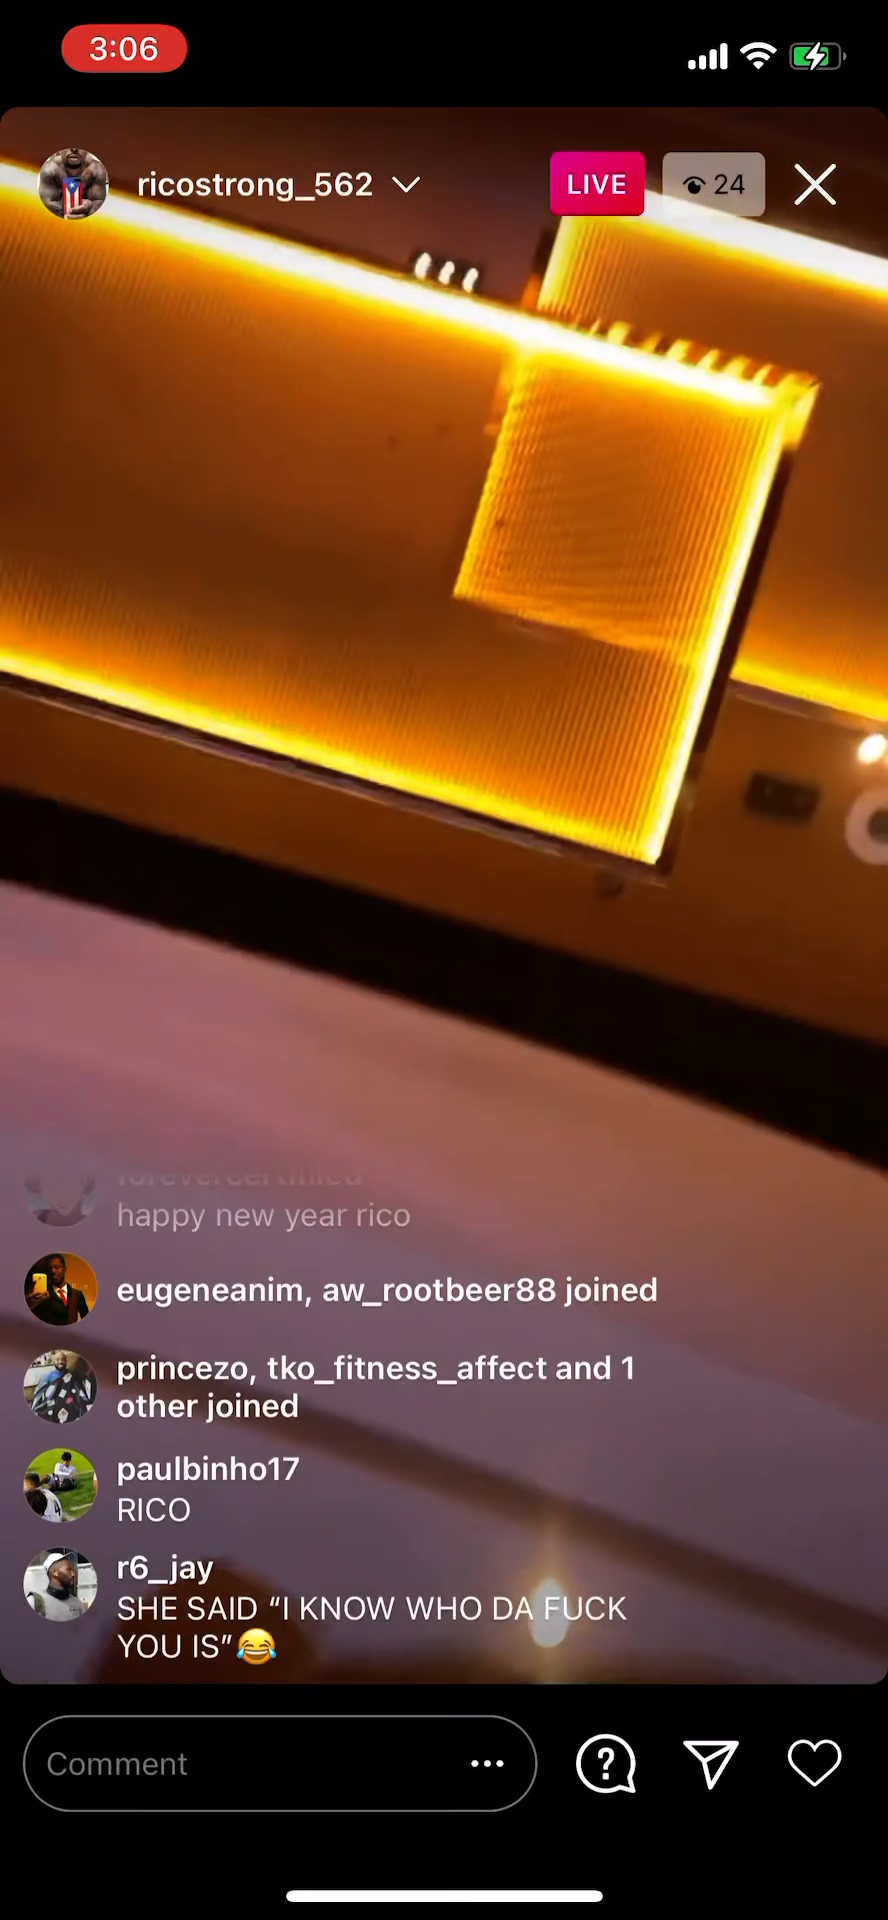 3:06
ricostrong_562
LIVE
24
forevercertified
happy new year rico
eugeneanim, aw_rootbeer88 joined
princezo, tko_fitness_affect and 1
other joined
paulbinho17
RICO
r6_jay
SHE SAID “I KNOW WHO DA FUCK
YOU IS”😂
Comment